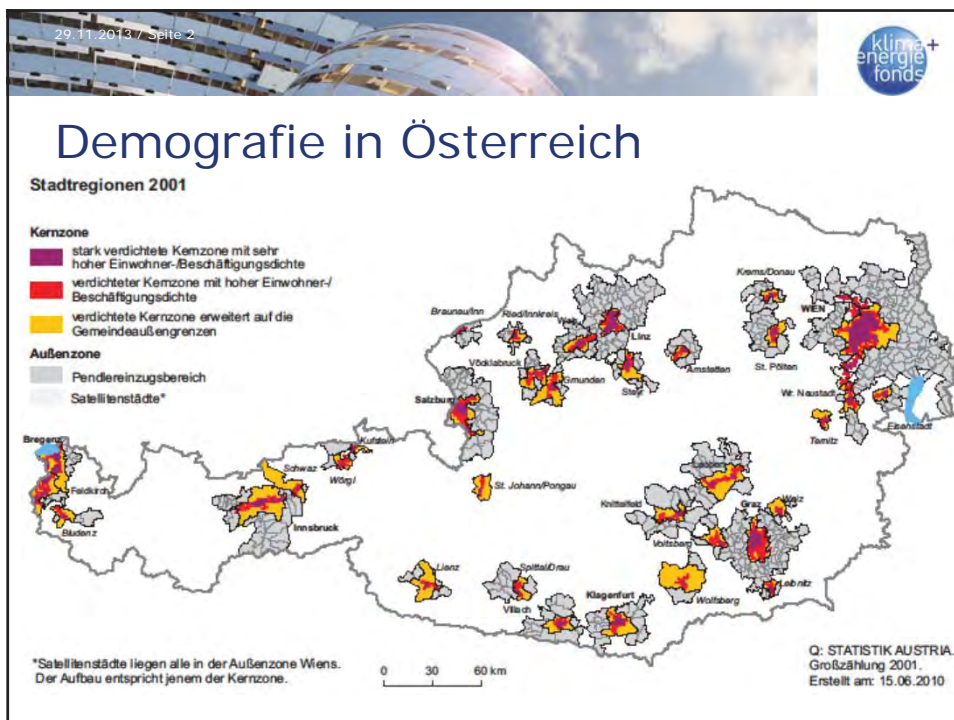 29.11.2013 / Seite 2
klima+
energie
fonds
Demografie in Österreich
Stadtregionen 2001
Kernzone
stark verdichtete Kernzone mit sehr
hoher Einwohner-/Beschäftigungsdichte
verdichteter Kernzone mit hoher Einwohner-/
Beschäftigungsdichte
verdichtete Kernzone erweitert auf die
Gemeindeaußengrenzen
Außenzone
Pendlereinzugsbereich
Satellitenstädte*
Krems/Donau
Braunau/Inn
Ried/Innkreis
Wels
WIEN
Linz
Vöcklabruck
Amstetten
St. Pölten
Gmunden
Steyr
Salzburg
Wr. Neustadt
Eisenstadt
Ternitz
Bregenz
Kufstein
Schwaz
Wörgl
Leoben
Feldkirch
St. Johann/Pongau
Knittelfeld
Graz
Weiz
Bludenz
Innsbruck
Voitsberg
Lienz
Spittal/Drau
Leibnitz
Villach
Klagenfurt
Wolfsberg
*Satellitenstädte liegen alle in der Außenzone Wiens.
Der Aufbau entspricht jenem der Kernzone.
0 30 60 km
Q: STATISTIK AUSTRIA.
Großzählung 2001.
Erstellt am: 15.06.2010